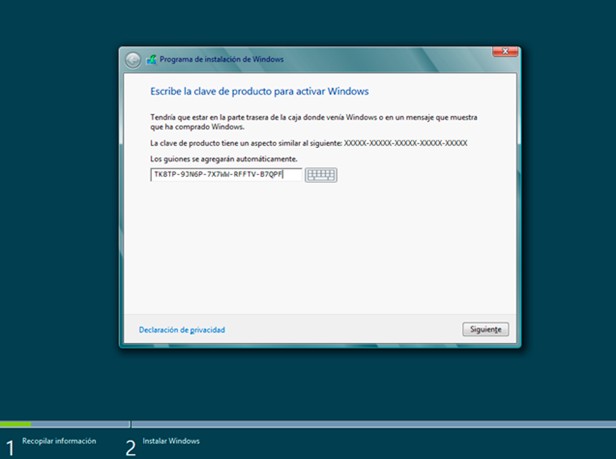 Programa de instalación de Windows
Escribe la clave de producto para activar Windows
Tendría que estar en la parte trasera de la caja donde venía Windows o en un mensaje que muestra
que ha comprado Windows.
La clave de producto tiene un aspecto similar al siguiente: XXXXX-XXXXX-XXXXX-XXXXX-XXXXX
Los guiones se agregarán automáticamente.
TK8TP-9JN6P-7X7WW-RFFTV-B7QPF
Declaración de privacidad
Siguiente
1 Recopilar información
2 Instalar Windows